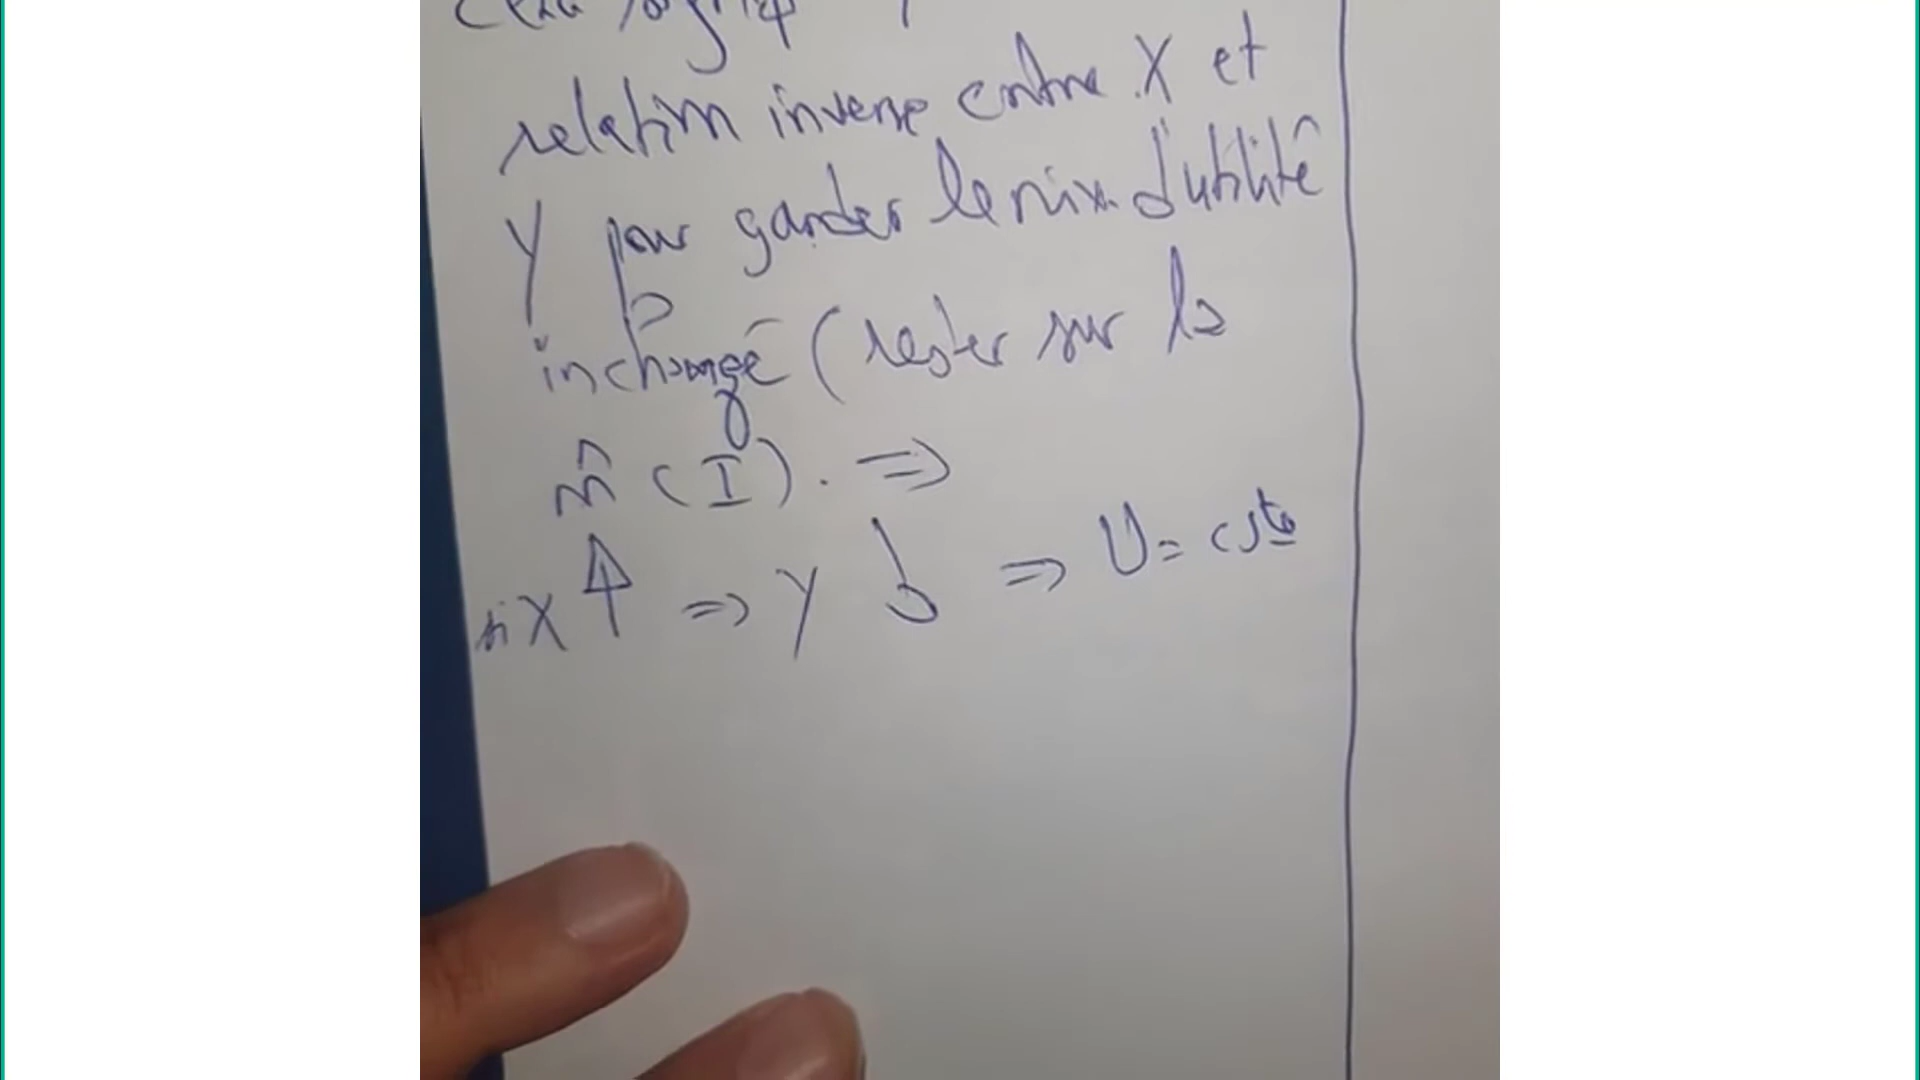 relation inverse entre X et
Y pour garder le niv. d'utilité
inchangé (rester sur la
m̂ (I). =>
si X ↑ => Y ↓ => U = cste